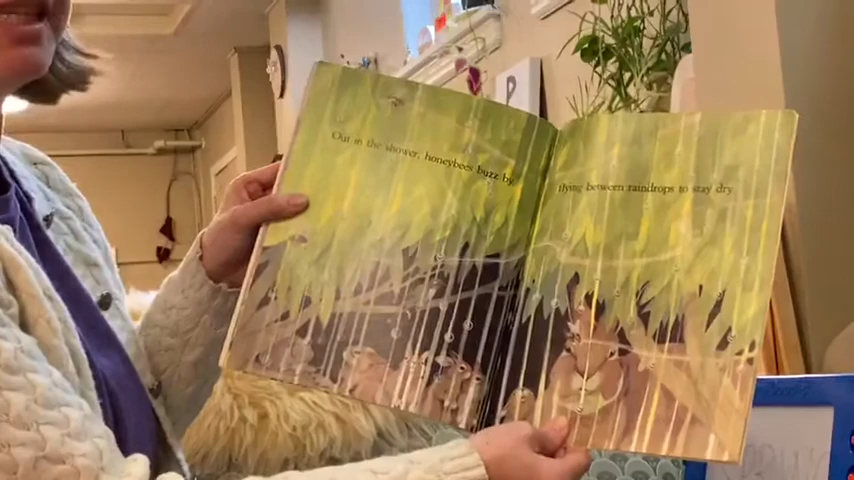 Out in the shower, honeybees buzz by,
flying between raindrops to stay dry.